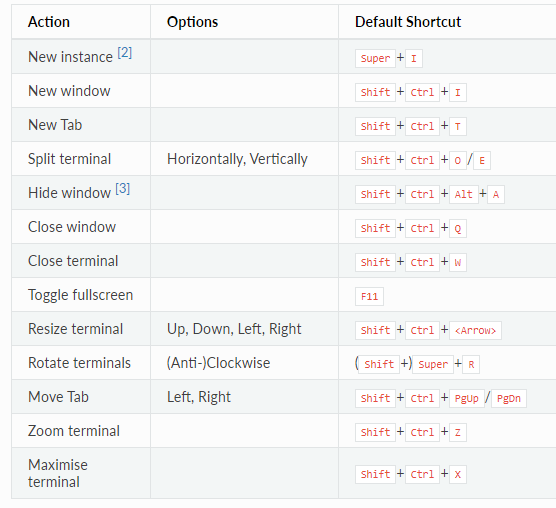 Action Options Default Shortcut
New instance [2] Super + I
New window Shift + Ctrl + I
New Tab Shift + Ctrl + T
Split terminal Horizontally, Vertically Shift + Ctrl + O / E
Hide window [3] Shift + Ctrl + Alt + A
Close window Shift + Ctrl + Q
Close terminal Shift + Ctrl + W
Toggle fullscreen F11
Resize terminal Up, Down, Left, Right Shift + Ctrl + <Arrow>
Rotate terminals (Anti-)Clockwise ( Shift +) Super + R
Move Tab Left, Right Shift + Ctrl + PgUp / PgDn
Zoom terminal Shift + Ctrl + Z
Maximise
terminal Shift + Ctrl + X